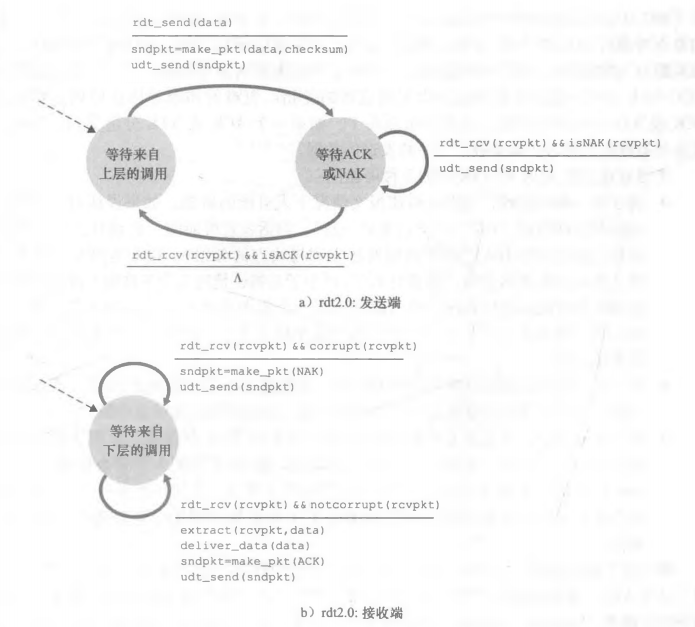 rdt_send(data)
sndpkt=make_pkt(data,checksum)
udt_send(sndpkt)
等待来自
上层的调用
等待ACK
或NAK
rdt_rcv(rcvpkt) && isNAK(rcvpkt)
udt_send(sndpkt)
rdt_rcv(rcvpkt) && isACK(rcvpkt)
Λ
a）rdt2.0: 发送端
rdt_rcv(rcvpkt) && corrupt(rcvpkt)
sndpkt=make_pkt(NAK)
udt_send(sndpkt)
等待来自
下层的调用
rdt_rcv(rcvpkt) && notcorrupt(rcvpkt)
extract(rcvpkt,data)
deliver_data(data)
sndpkt=make_pkt(ACK)
udt_send(sndpkt)
b）rdt2.0: 接收端